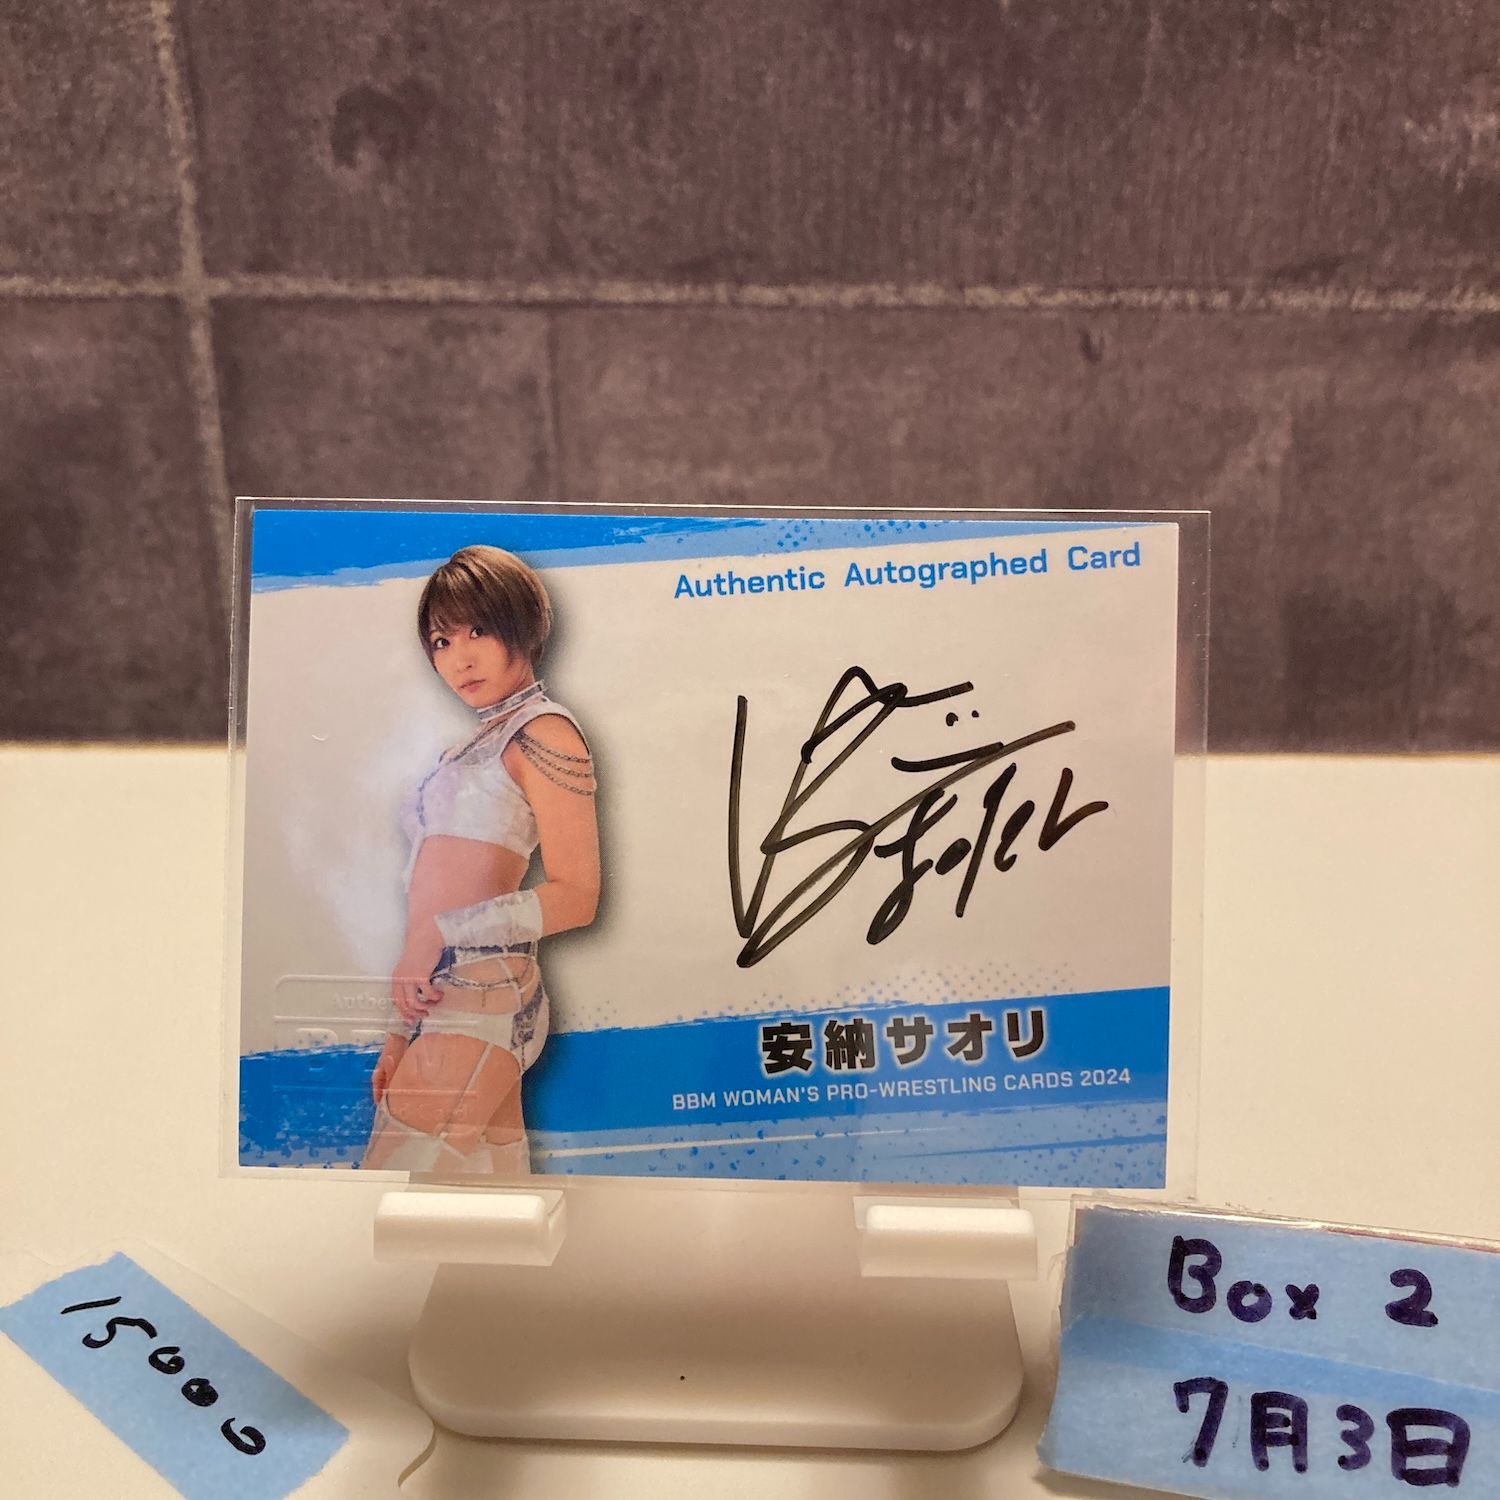 Authentic Autographed Card
安納サオリ
BBM WOMAN'S PRO-WRESTLING CARDS 2024
15000
Box 2
7月3日